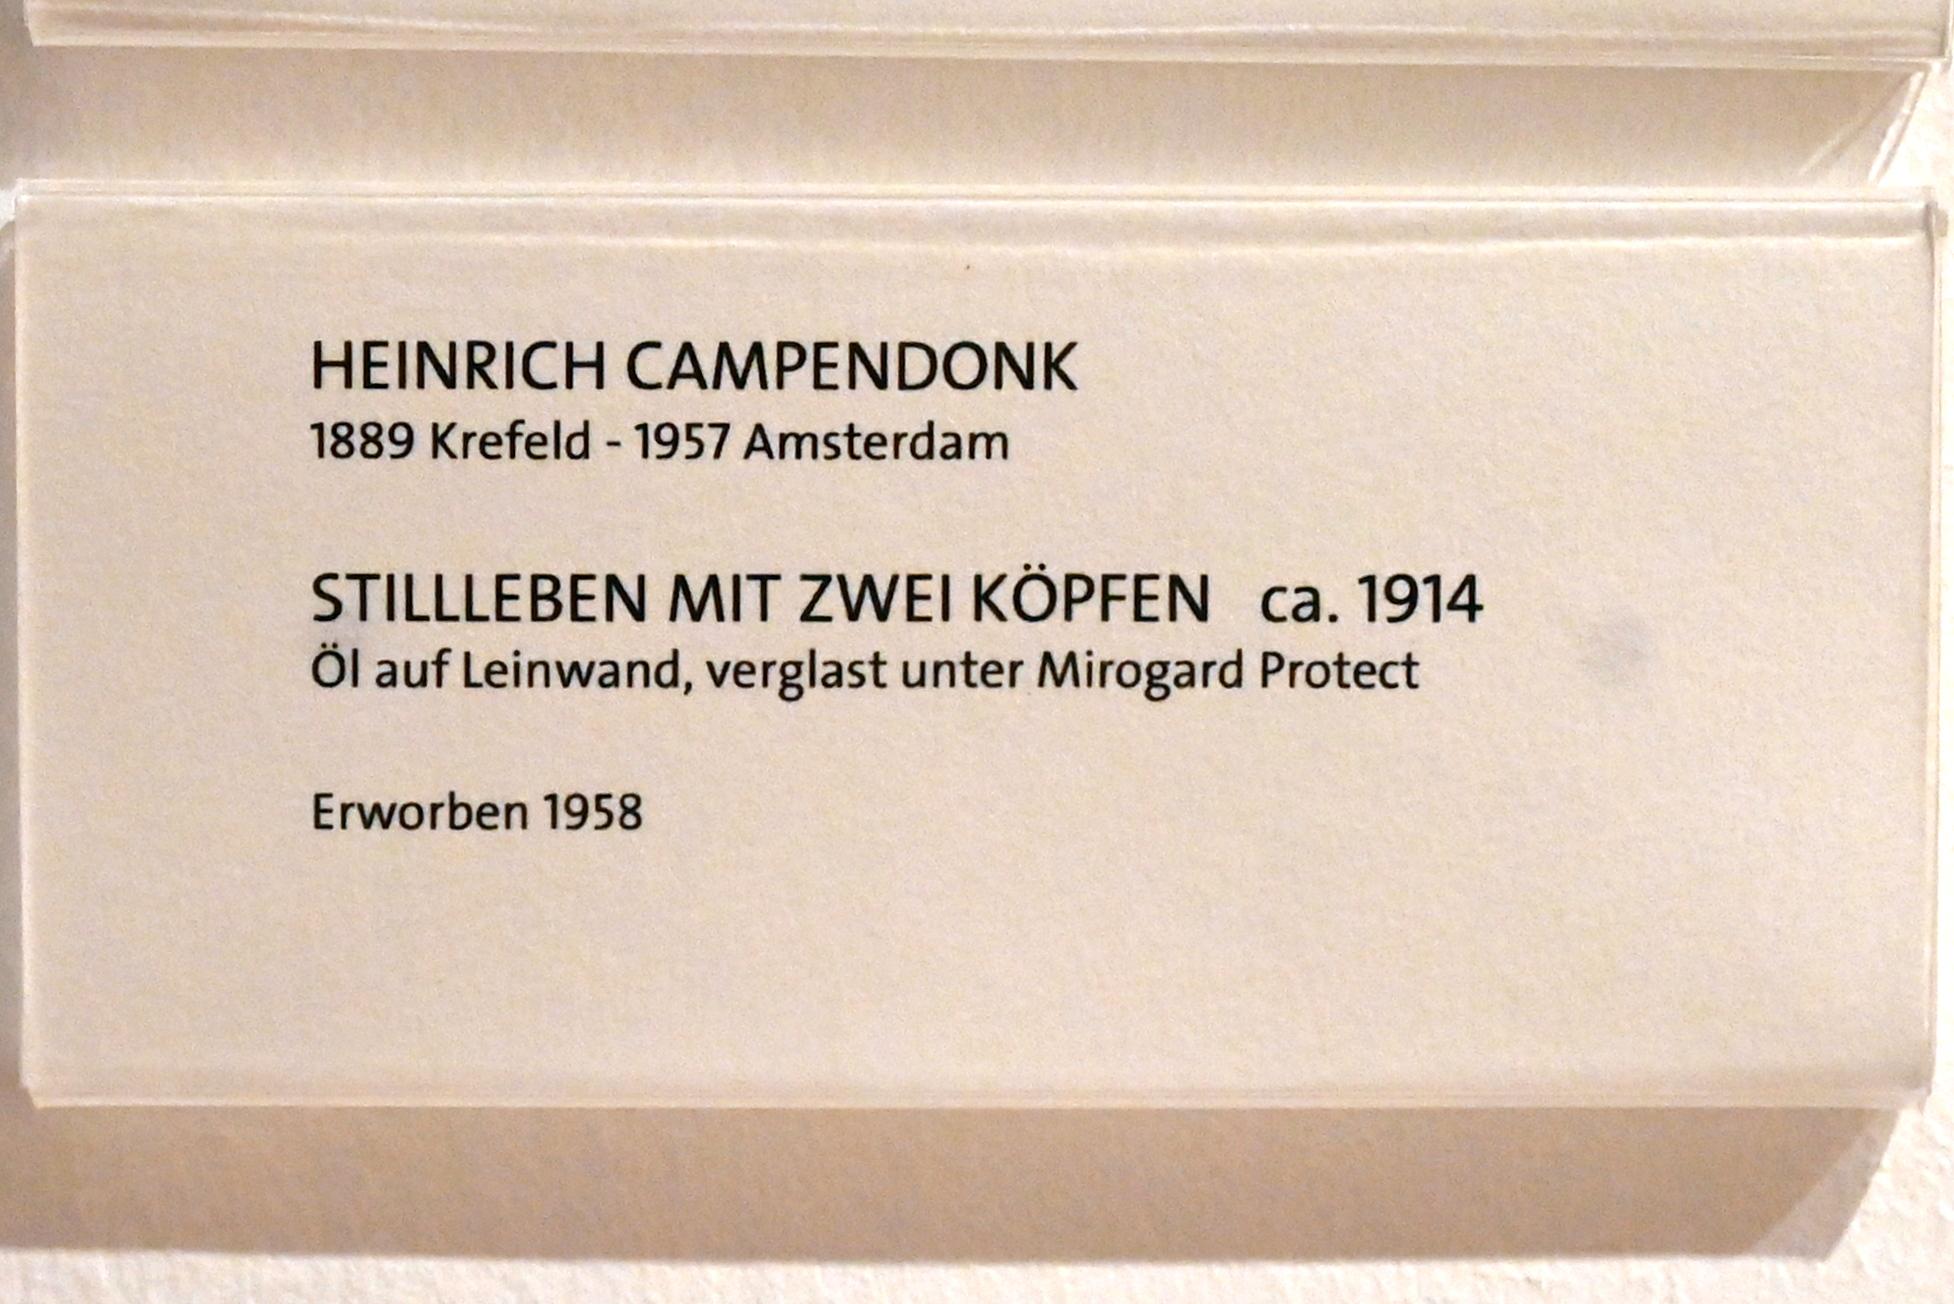 HEINRICH CAMPENDONK
1889 Krefeld - 1957 Amsterdam
STILLLEBEN MIT ZWEI KÖPFEN ca. 1914
Öl auf Leinwand, verglast unter Mirogard Protect
Erworben 1958